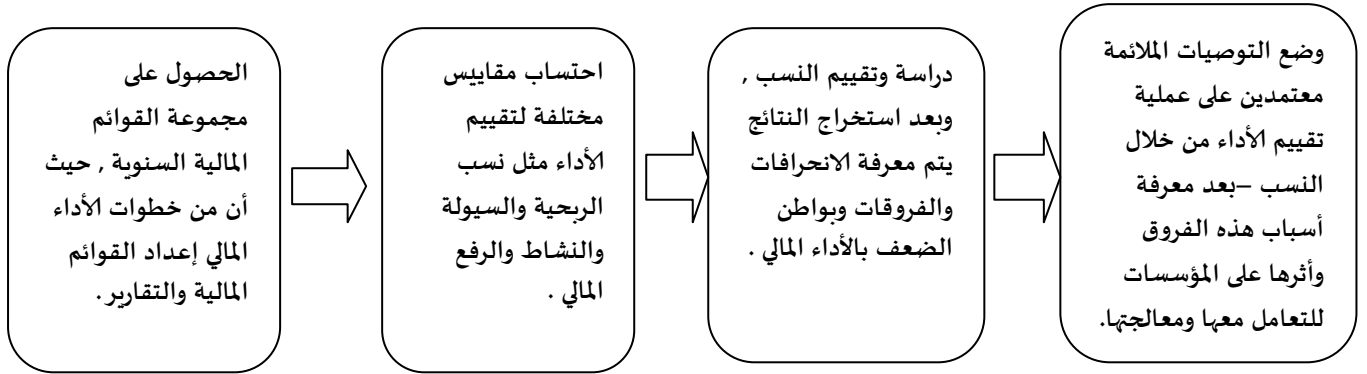 الحصول على
مجموعة القوائم
المالية السنوية , حيث
أن من خطوات الأداء
المالي إعداد القوائم
المالية والتقارير .
احتساب مقاييس
مختلفة لتقييم
الأداء مثل نسب
الربحية والسيولة
والنشاط والرفع
المالي .
دراسة وتقييم النسب ,
وبعد استخراج النتائج
يتم معرفة الانحرافات
والفروقات وبواطن
الضعف بالأداء المالي .
وضع التوصيات الملائمة
معتمدين على عملية
تقييم الأداء من خلال
النسب –بعد معرفة
أسباب هذه الفروق
وأثرها على المؤسسات
للتعامل معها ومعالجتها.